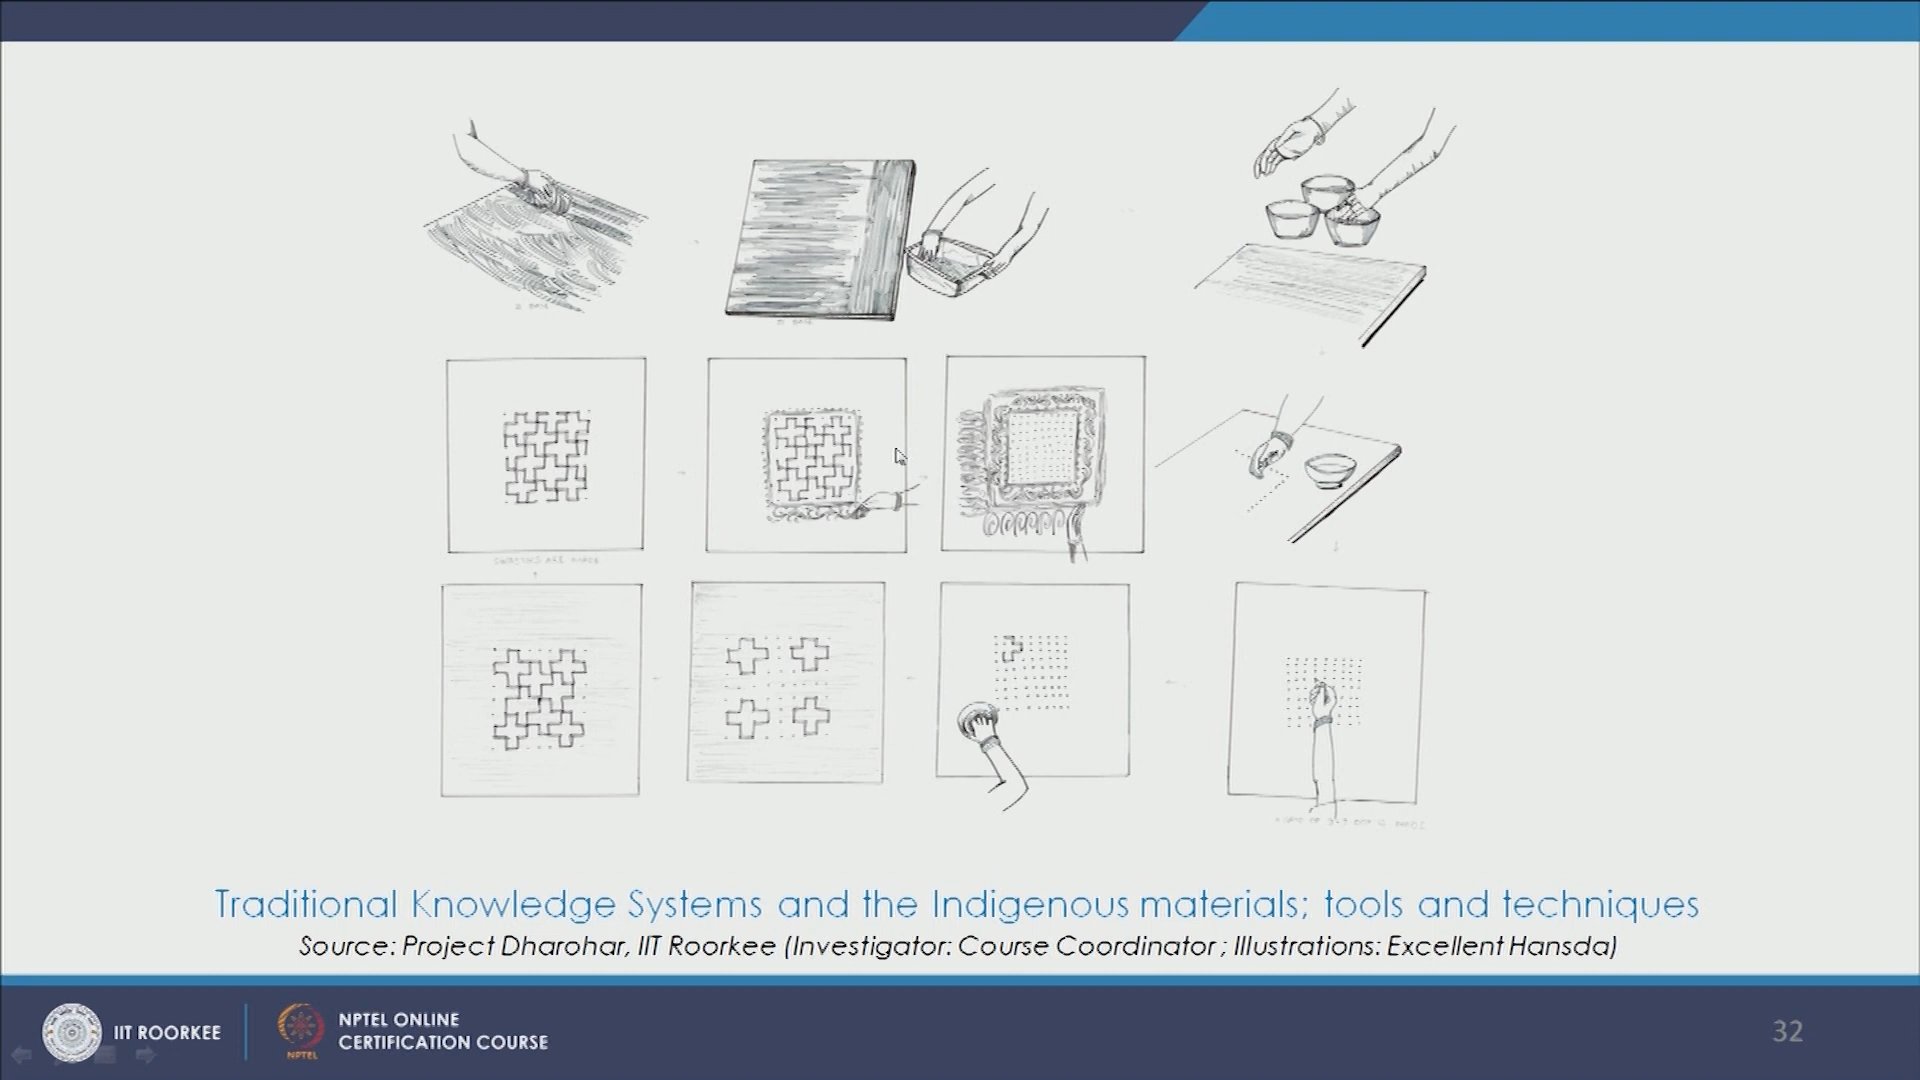 Traditional Knowledge Systems and the Indigenous materials; tools and techniques
Source: Project Dharohar, IIT Roorkee (Investigator: Course Coordinator ; Illustrations: Excellent Hansda)
IIT ROORKEE
NPTEL
NPTEL ONLINE
CERTIFICATION COURSE
32